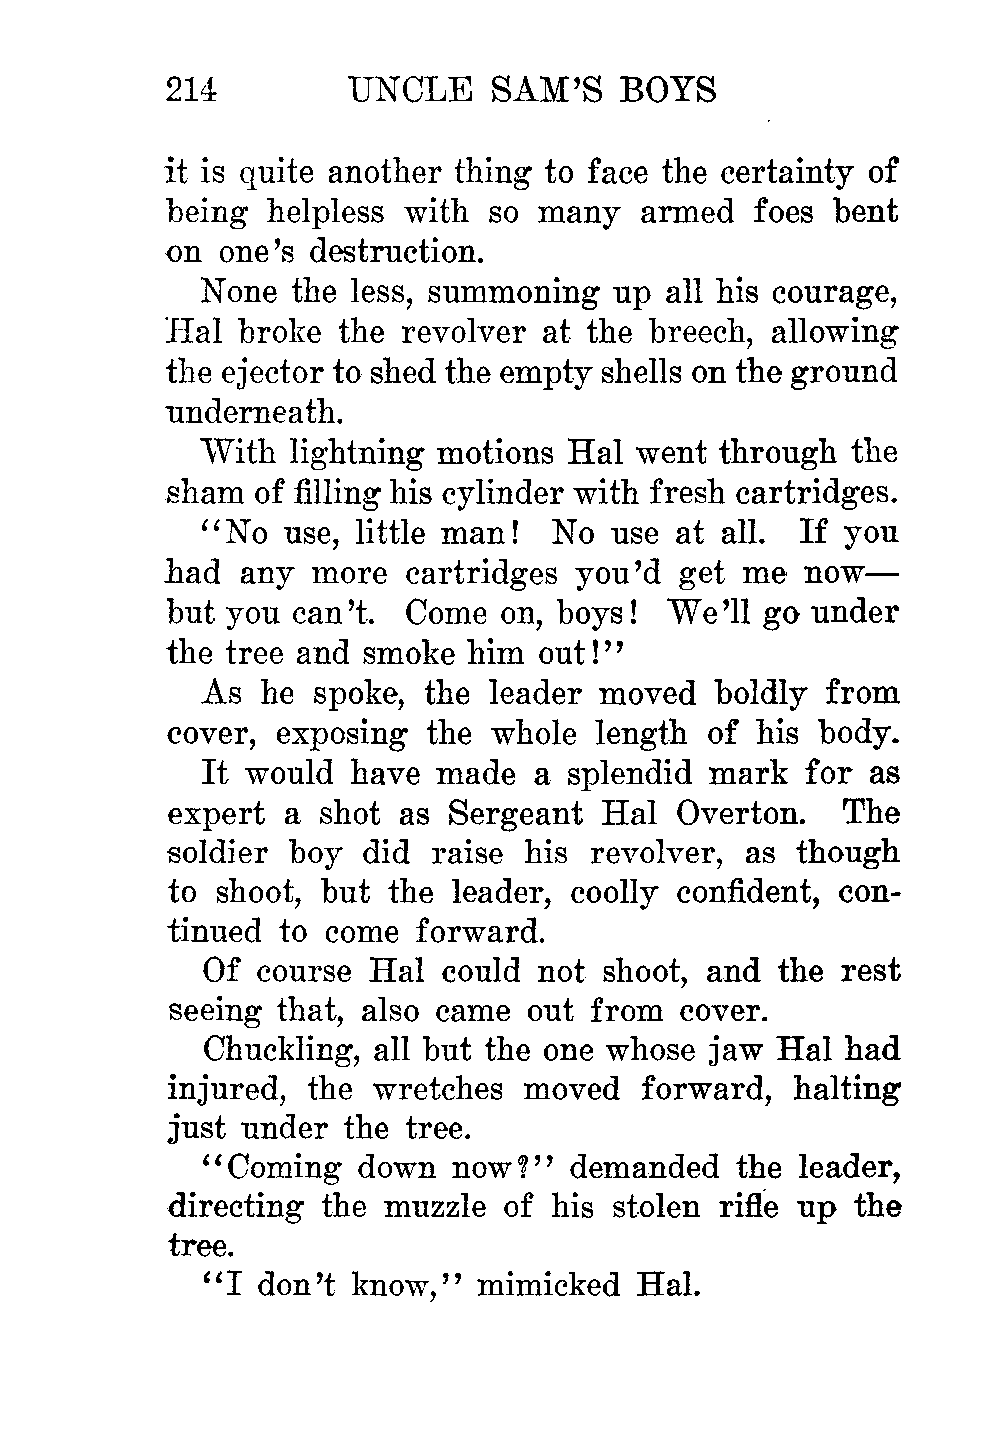 214 UNCLE SAM'S BOYS
it is quite another thing to face the certainty of
being helpless with so many armed foes bent
on one's destruction.
None the less, summoning up all his courage,
Hal broke the revolver at the breech, allowing
the ejector to shed the empty shells on the ground
underneath.
With lightning motions Hal went through the
sham of filling his cylinder with fresh cartridges.
"No use, little man! No use at all. If you
had any more cartridges you'd get me now—
but you can't. Come on, boys! We'll go under
the tree and smoke him out!"
As he spoke, the leader moved boldly from
cover, exposing the whole length of his body.
It would have made a splendid mark for as
expert a shot as Sergeant Hal Overton. The
soldier boy did raise his revolver, as though
to shoot, but the leader, coolly confident, con-
tinued to come forward.
Of course Hal could not shoot, and the rest
seeing that, also came out from cover.
Chuckling, all but the one whose jaw Hal had
injured, the wretches moved forward, halting
just under the tree.
"Coming down now?" demanded the leader,
directing the muzzle of his stolen rifle up the
tree.
"I don't know," mimicked Hal.